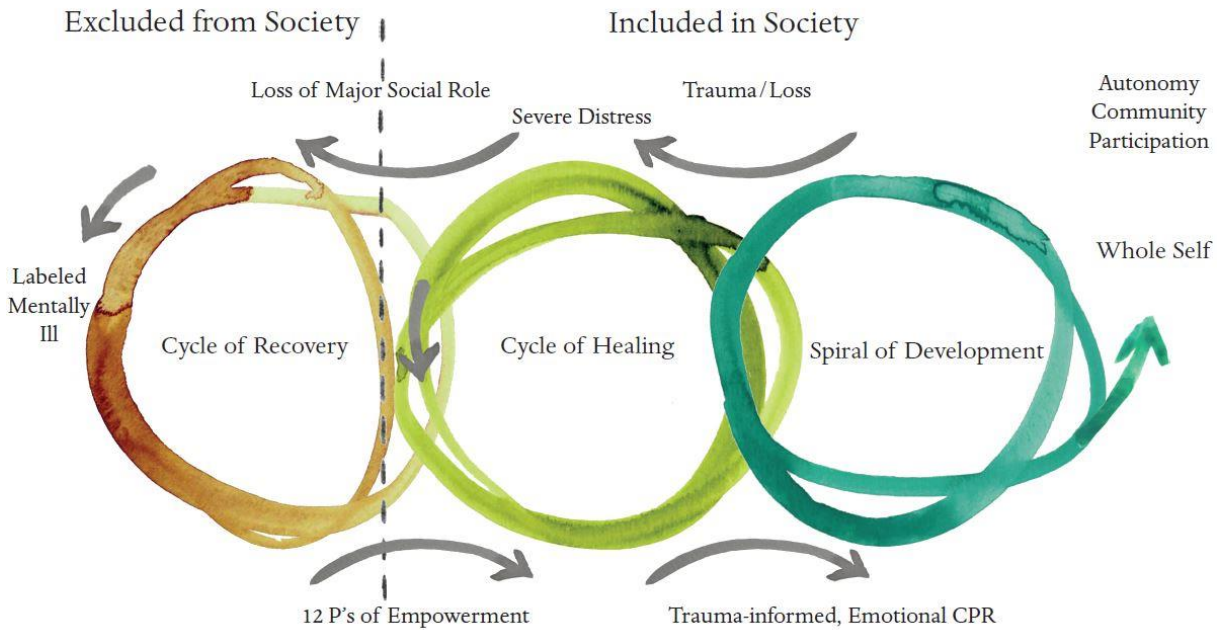 Excluded from Society
Included in Society
Loss of Major Social Role
Severe Distress
Trauma/Loss
Autonomy
Community
Participation
Labeled
Mentally
Ill
Cycle of Recovery
Cycle of Healing
Spiral of Development
Whole Self
12 P's of Empowerment
Trauma-informed, Emotional CPR